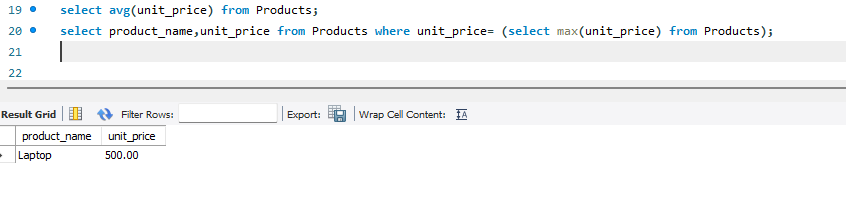 19 select avg(unit_price) from Products;
20 select product_name,unit_price from Products where unit_price= (select max(unit_price) from Products);
21
22
Result Grid Filter Rows: Export: Wrap Cell Content:
product_name unit_price
Laptop 500.00